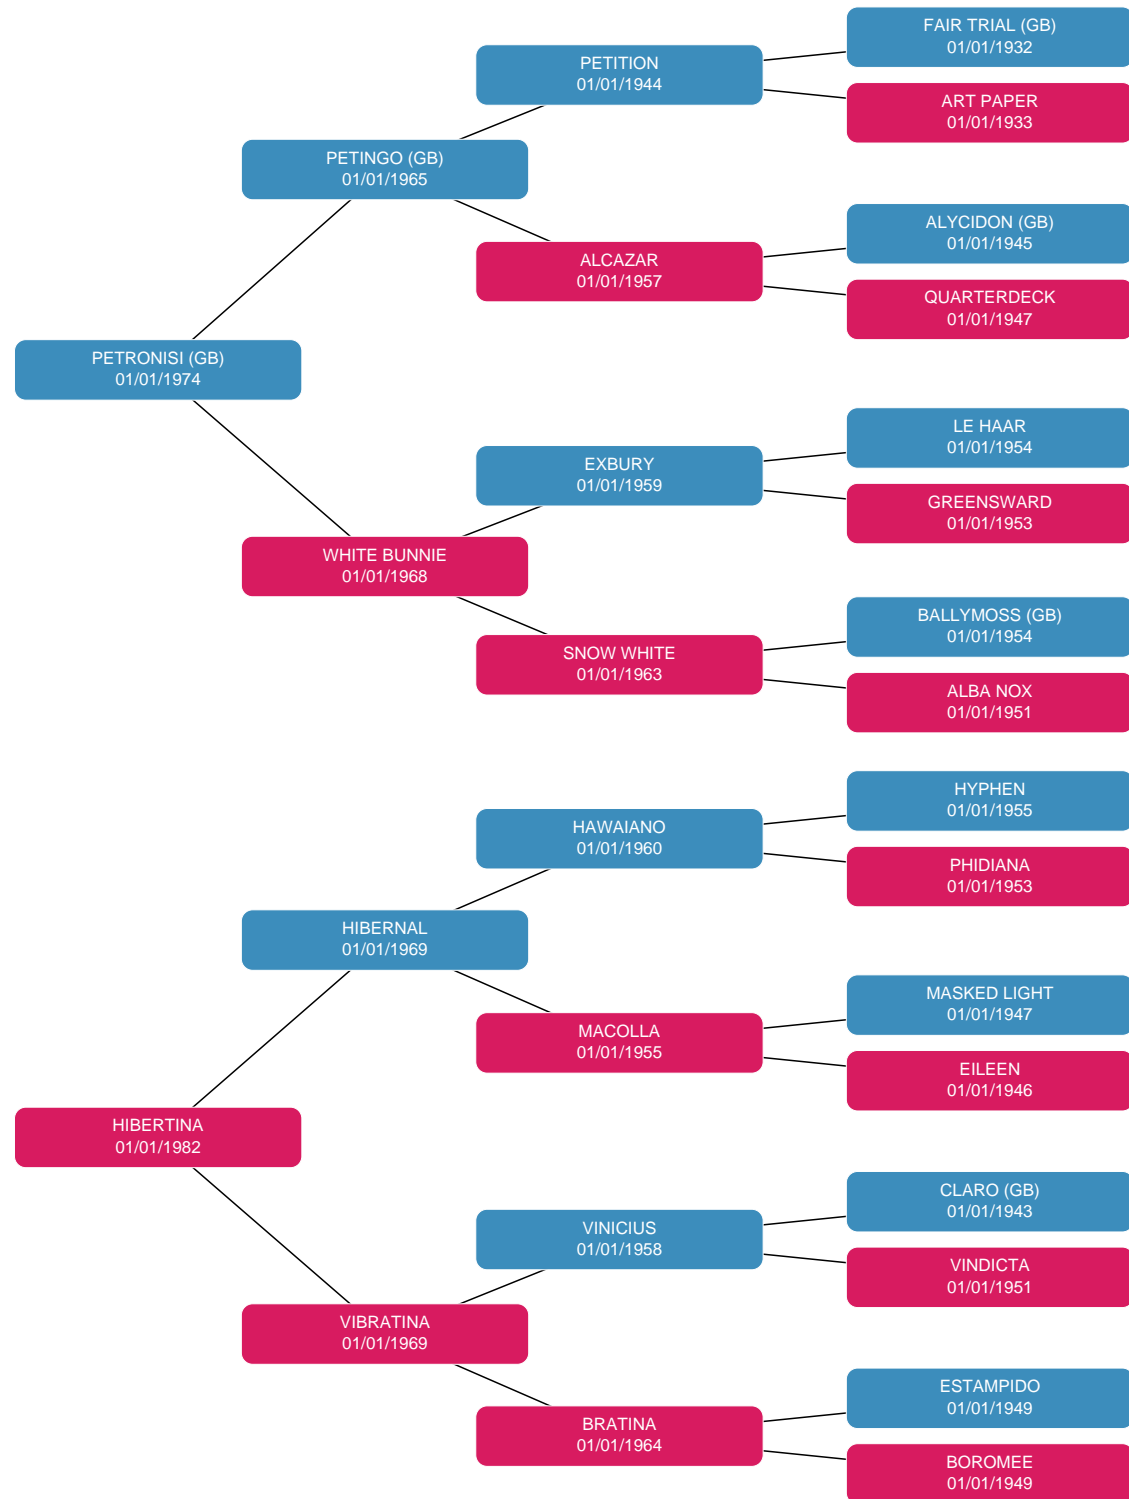 FAIR TRIAL (GB)
01/01/1932
PETITION
01/01/1944
ART PAPER
01/01/1933
PETINGO (GB)
01/01/1965
ALYCIDON (GB)
01/01/1945
ALCAZAR
01/01/1957
QUARTERDECK
01/01/1947
PETRONISI (GB)
01/01/1974
LE HAAR
01/01/1954
EXBURY
01/01/1959
GREENSWARD
01/01/1953
WHITE BUNNIE
01/01/1968
BALLYMOSS (GB)
01/01/1954
SNOW WHITE
01/01/1963
ALBA NOX
01/01/1951
HYPHEN
01/01/1955
HAWAIANO
01/01/1960
PHIDIANA
01/01/1953
HIBERNAL
01/01/1969
MASKED LIGHT
01/01/1947
MACOLLA
01/01/1955
EILEEN
01/01/1946
HIBERTINA
01/01/1982
CLARO (GB)
01/01/1943
VINICIUS
01/01/1958
VINDICTA
01/01/1951
VIBRATINA
01/01/1969
ESTAMPIDO
01/01/1949
BRATINA
01/01/1964
BOROMEE
01/01/1949